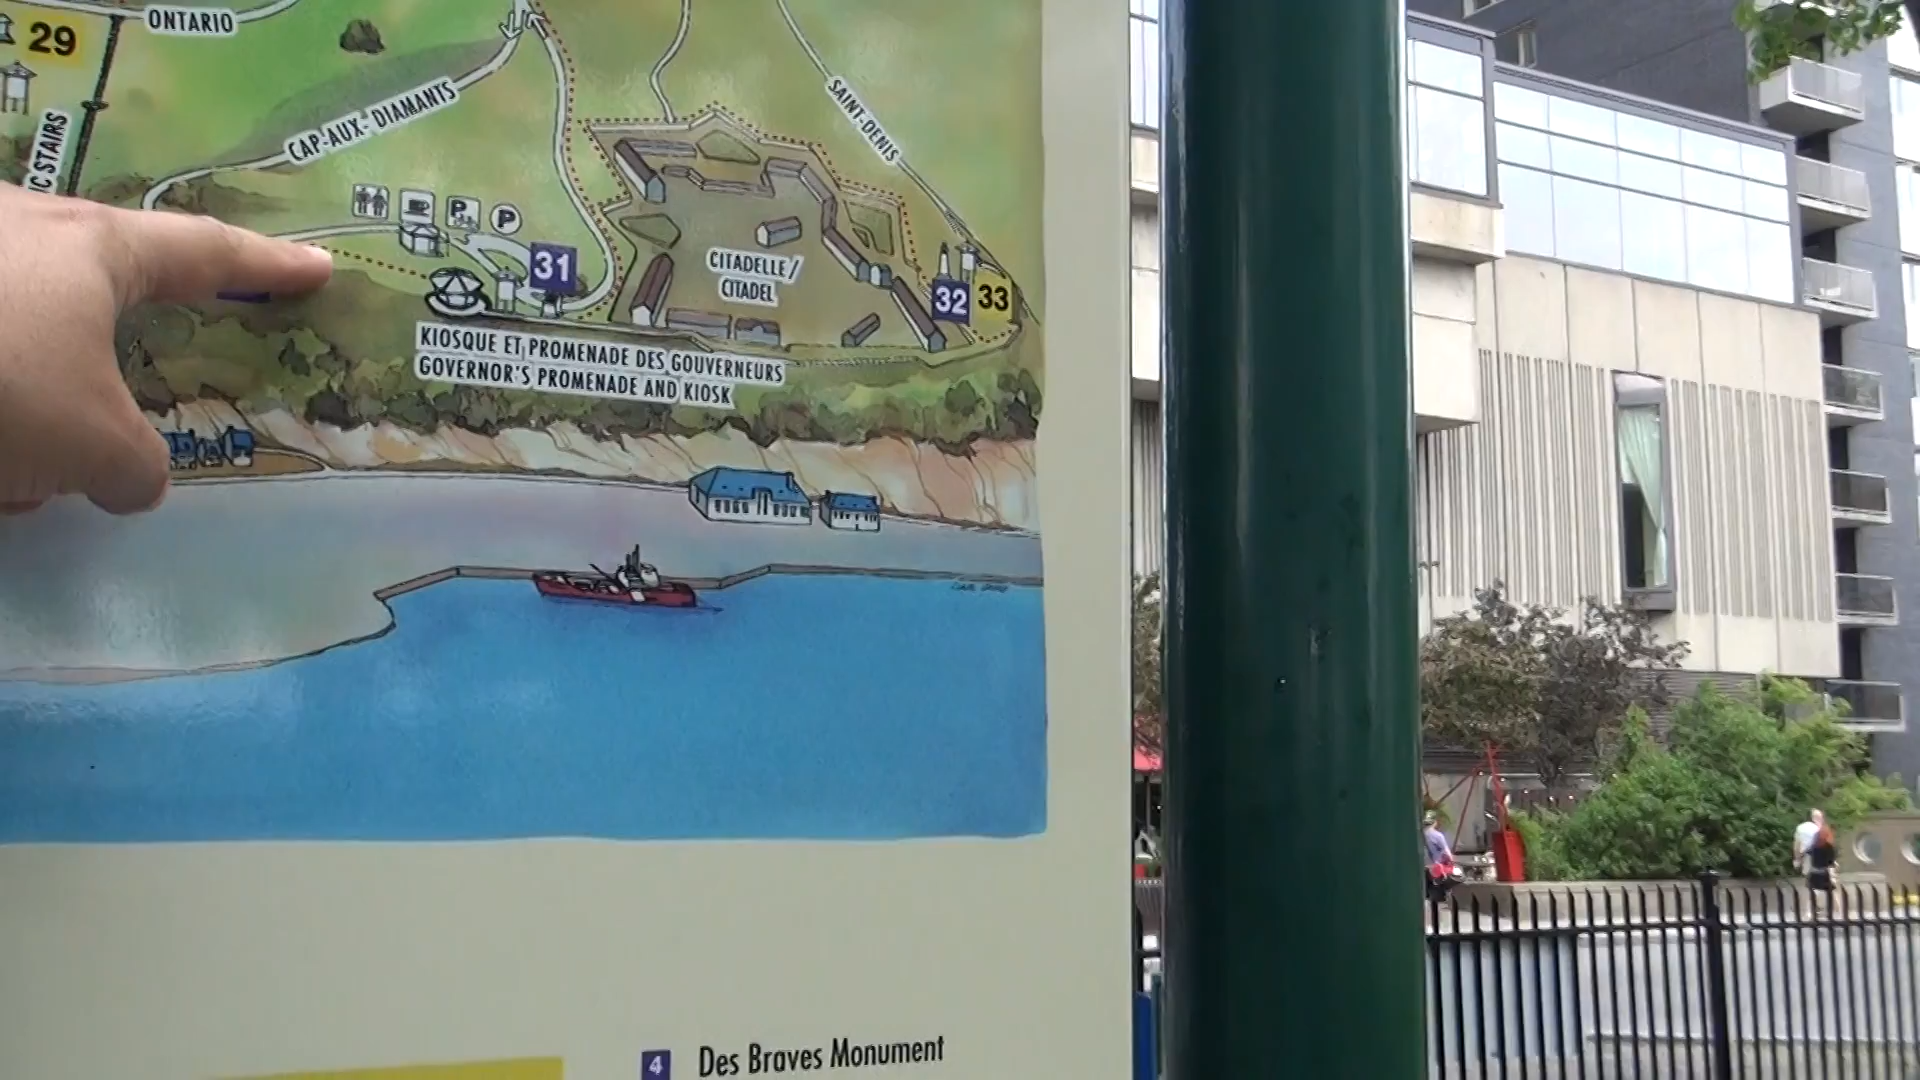 ONTARIO
29
CAP-AUX-DIAMANTS
SAINT-DENIS
IC STAIRS
P
P
31
CITADELLE/
CITADEL
32
33
KIOSQUE ET PROMENADE DES GOUVERNEURS
GOVERNOR'S PROMENADE AND KIOSK
4 Des Braves Monument